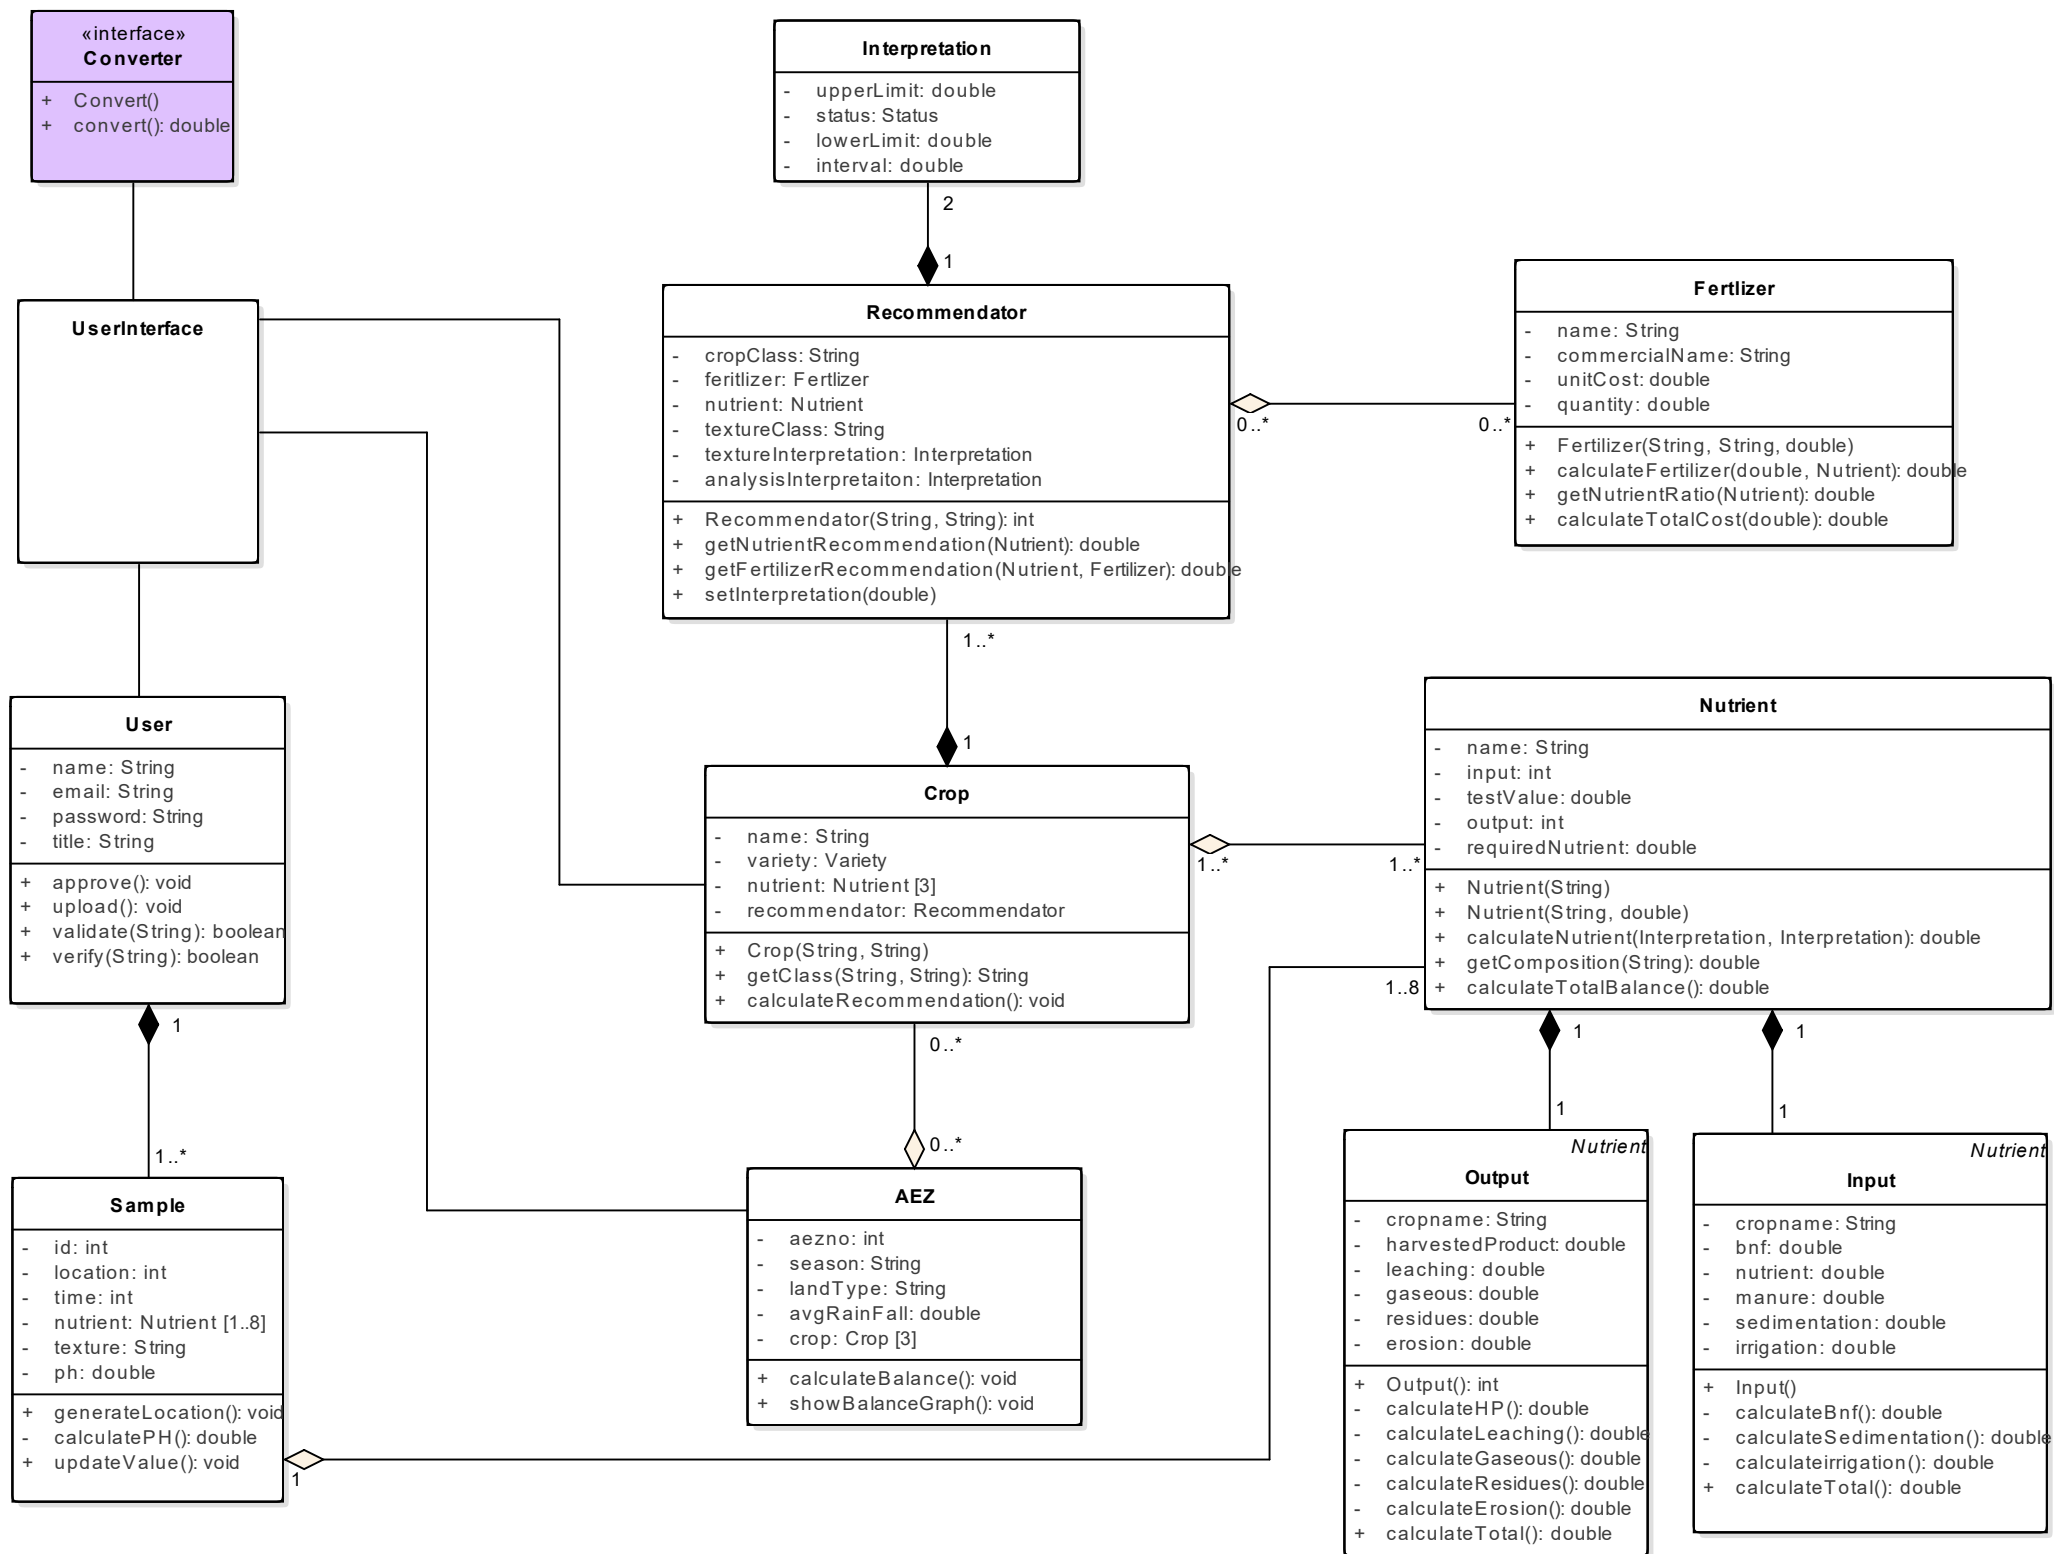 «interface»
Converter
+ Convert()
+ convert(): double
Interpretation
- upperLimit: double
- status: Status
- lowerLimit: double
- interval: double
2
1
UserInterface
Recommendator
- cropClass: String
- feritlizer: Fertlizer
- nutrient: Nutrient
- textureClass: String
- textureInterpretation: Interpretation
- analysisInterpretaiton: Interpretation
+ Recommendator(String, String): int
+ getNutrientRecommendation(Nutrient): double
+ getFertilizerRecommendation(Nutrient, Fertilizer): double
+ setInterpretation(double)
0..*
0..*
Fertlizer
- name: String
- commercialName: String
- unitCost: double
- quantity: double
+ Fertilizer(String, String, double)
+ calculateFertilizer(double, Nutrient): double
+ getNutrientRatio(Nutrient): double
+ calculateTotalCost(double): double
1..*
1
User
- name: String
- email: String
- password: String
- title: String
+ approve(): void
+ upload(): void
+ validate(String): boolean
+ verify(String): boolean
1
1..*
Crop
- name: String
- variety: Variety
- nutrient: Nutrient [3]
- recommendator: Recommendator
+ Crop(String, String)
+ getClass(String, String): String
+ calculateRecommendation(): void
1..*
1..*
Nutrient
- name: String
- input: int
- testValue: double
- output: int
- requiredNutrient: double
+ Nutrient(String)
+ Nutrient(String, double)
+ calculateNutrient(Interpretation, Interpretation): double
+ getComposition(String): double
+ calculateTotalBalance(): double
1..8
0..*
0..*
1
1
1
1
Sample
- id: int
- location: int
- time: int
- nutrient: Nutrient [1..8]
- texture: String
- ph: double
+ generateLocation(): void
- calculatePH(): double
+ updateValue(): void
1
AEZ
- aezno: int
- season: String
- landType: String
- avgRainFall: double
- crop: Crop [3]
+ calculateBalance(): void
+ showBalanceGraph(): void
Nutrient
Output
- cropname: String
- harvestedProduct: double
- leaching: double
- gaseous: double
- residues: double
- erosion: double
+ Output(): int
- calculateHP(): double
- calculateLeaching(): double
- calculateGaseous(): double
- calculateResidues(): double
- calculateErosion(): double
+ calculateTotal(): double
Nutrient
Input
- cropname: String
- bnf: double
- nutrient: double
- manure: double
- sedimentation: double
- irrigation: double
+ Input()
- calculateBnf(): double
- calculateSedimentation(): double
- calculateirrigation(): double
+ calculateTotal(): double